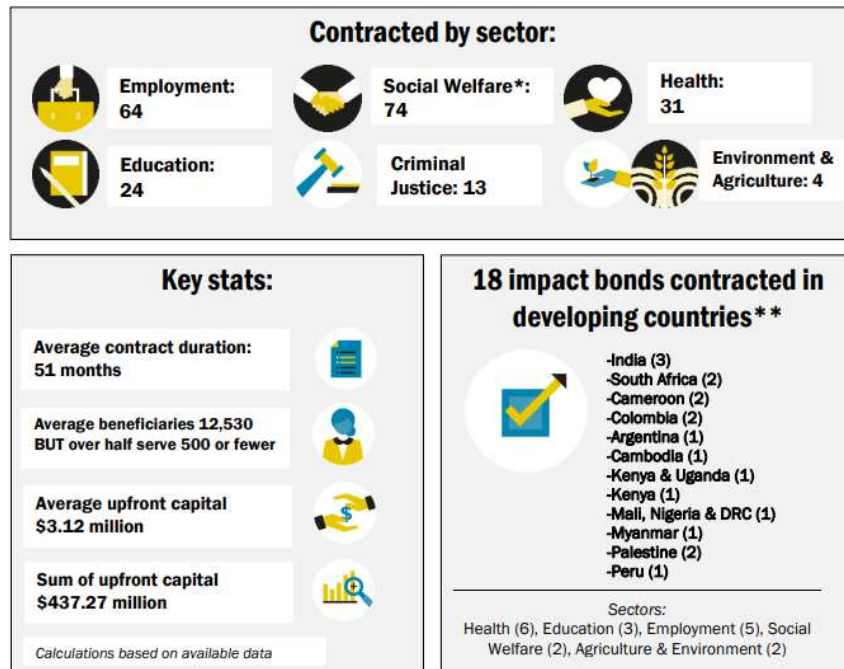 Contracted by sector:
Employment:
64
Social Welfare*:
74
Health:
31
Education:
24
Criminal
Justice: 13
Environment &
Agriculture: 4
Key stats:
Average contract duration:
51 months
Average beneficiaries 12,530
BUT over half serve 500 or fewer
Average upfront capital
$3.12 million
Sum of upfront capital
$437.27 million
Calculations based on available data
18 impact bonds contracted in
developing countries**
-India (3)
-South Africa (2)
-Cameroon (2)
-Colombia (2)
-Argentina (1)
-Cambodia (1)
-Kenya & Uganda (1)
-Kenya (1)
-Mali, Nigeria & DRC (1)
-Myanmar (1)
-Palestine (2)
-Peru (1)
Sectors:
Health (6), Education (3), Employment (5), Social
Welfare (2), Agriculture & Environment (2)